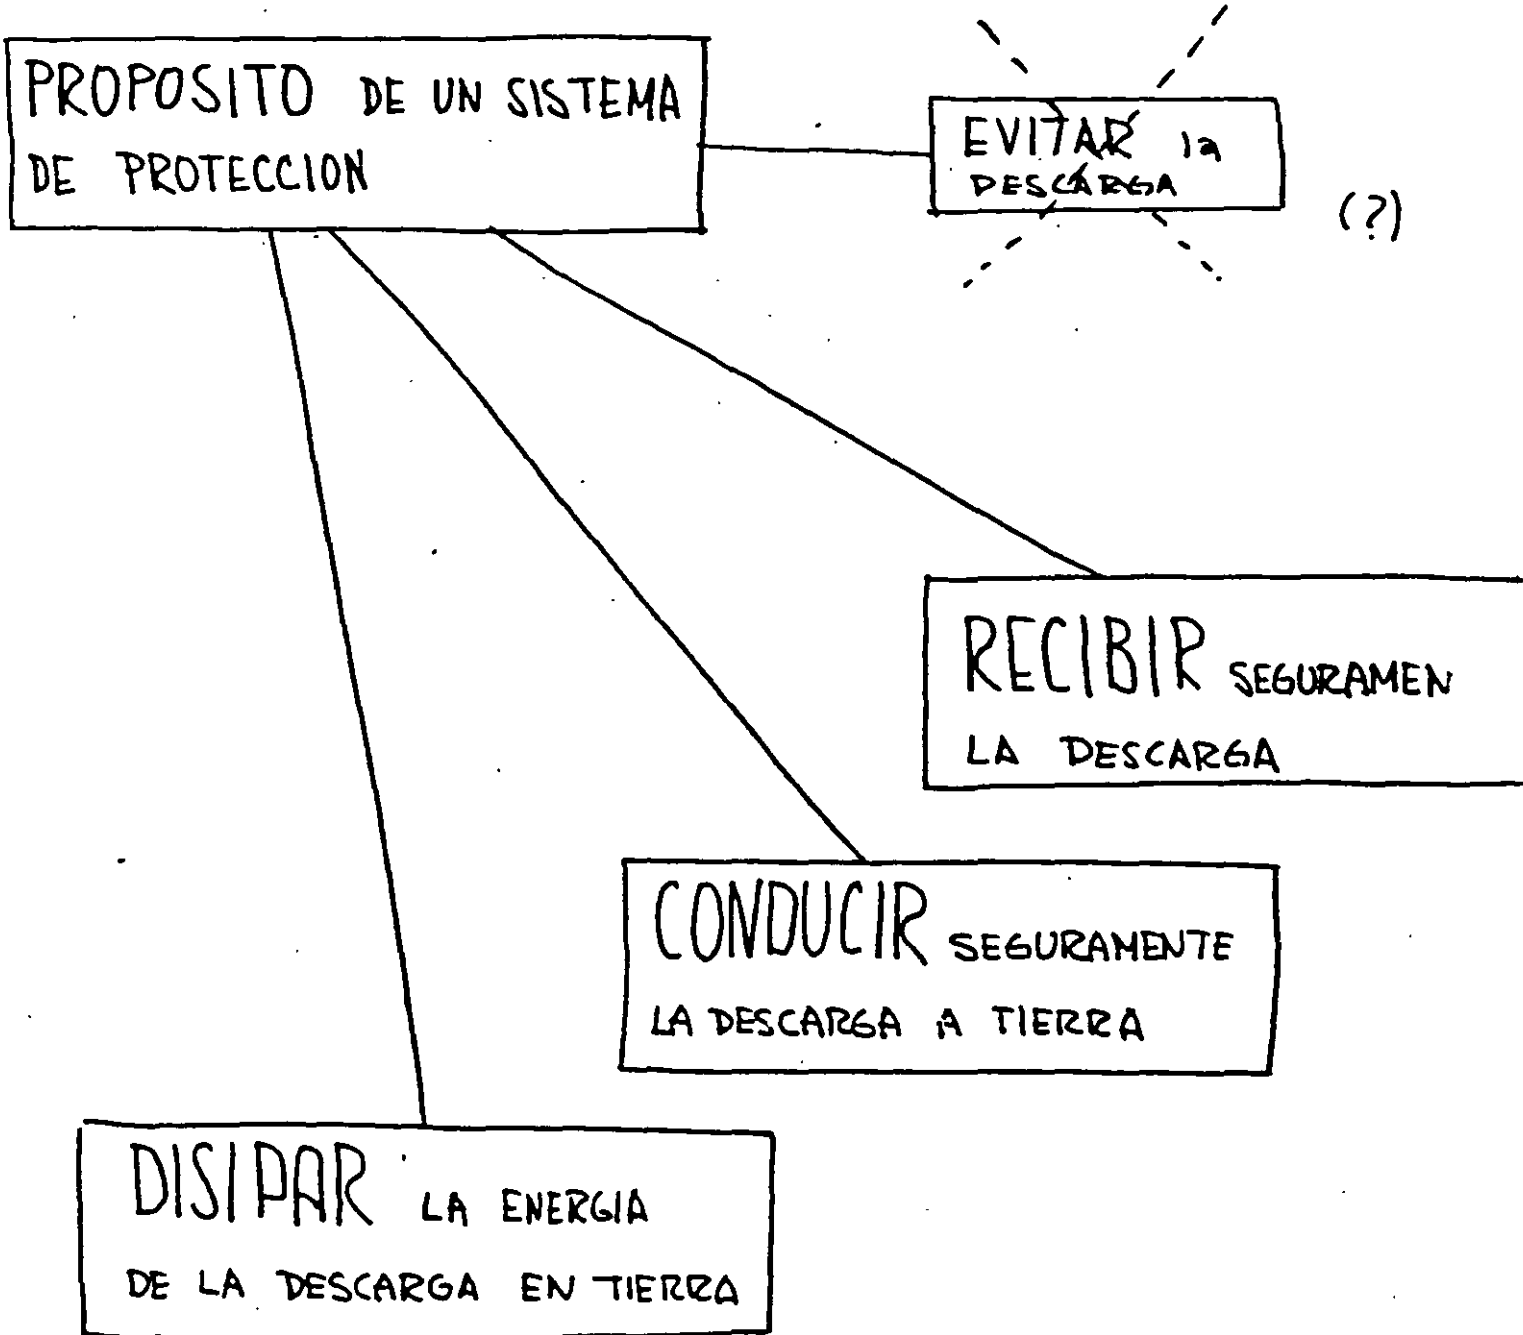 PROPOSITO DE UN SISTEMA
DE PROTECCION
EVITAR la
DESCARGA
(?)
RECIBIR SEGURAMEN
LA DESCARGA
CONDUCIR SEGURAMENTE
LA DESCARGA A TIERRA
DISIPAR LA ENERGIA
DE LA DESCARGA EN TIERRA